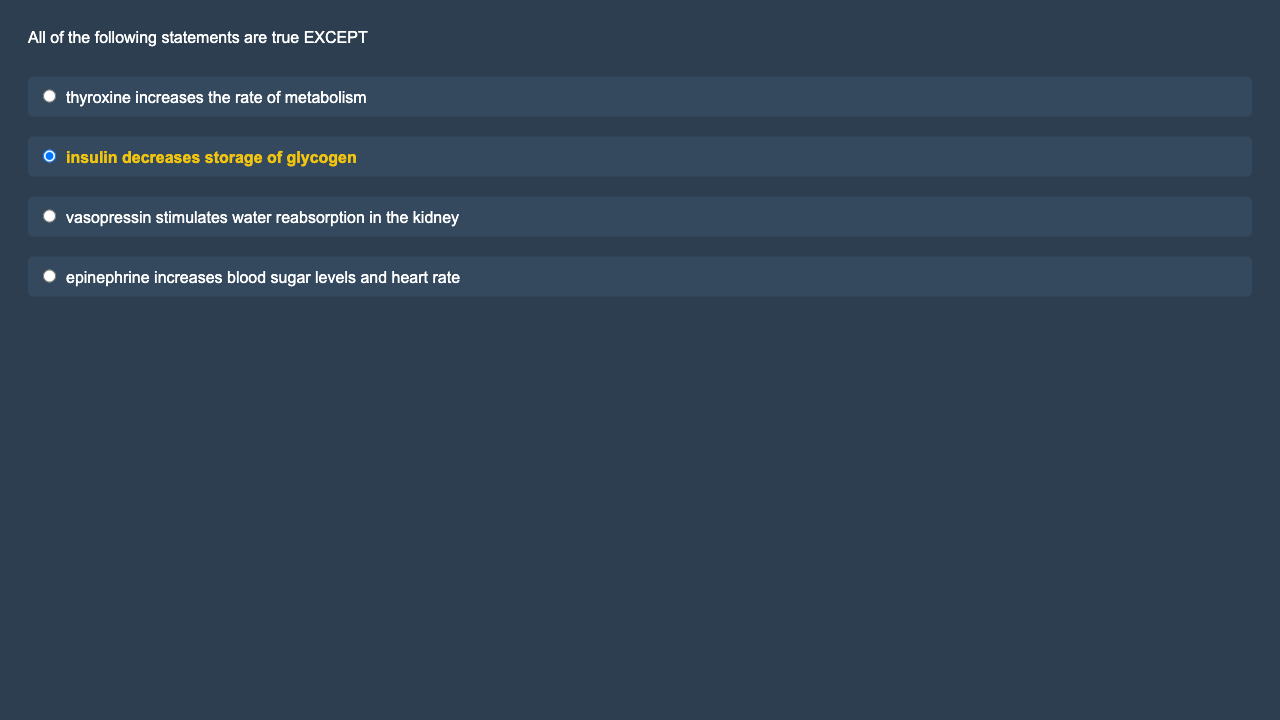 All of the following statements are true EXCEPT
thyroxine increases the rate of metabolism
insulin decreases storage of glycogen
vasopressin stimulates water reabsorption in the kidney
epinephrine increases blood sugar levels and heart rate